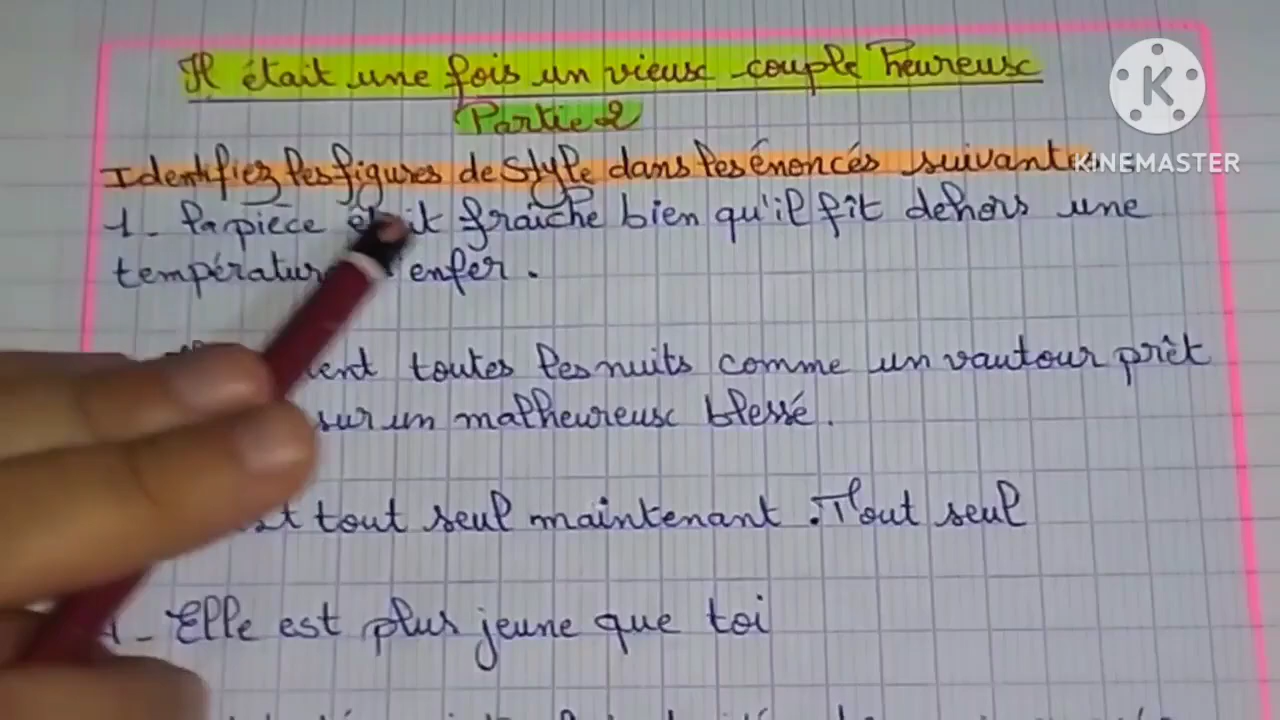 Il était une fois un vieux couple heureux
Partie 2
K
KINEMASTER
Identifiez les figures de style dans les énoncés suivants
1- la pièce était fraîche bien qu'il fît dehors une
température enfer.
toutes les nuits comme un vautour prêt
sur un malheureux blessé.
tout seul maintenant. Tout seul
- Elle est plus jeune que toi